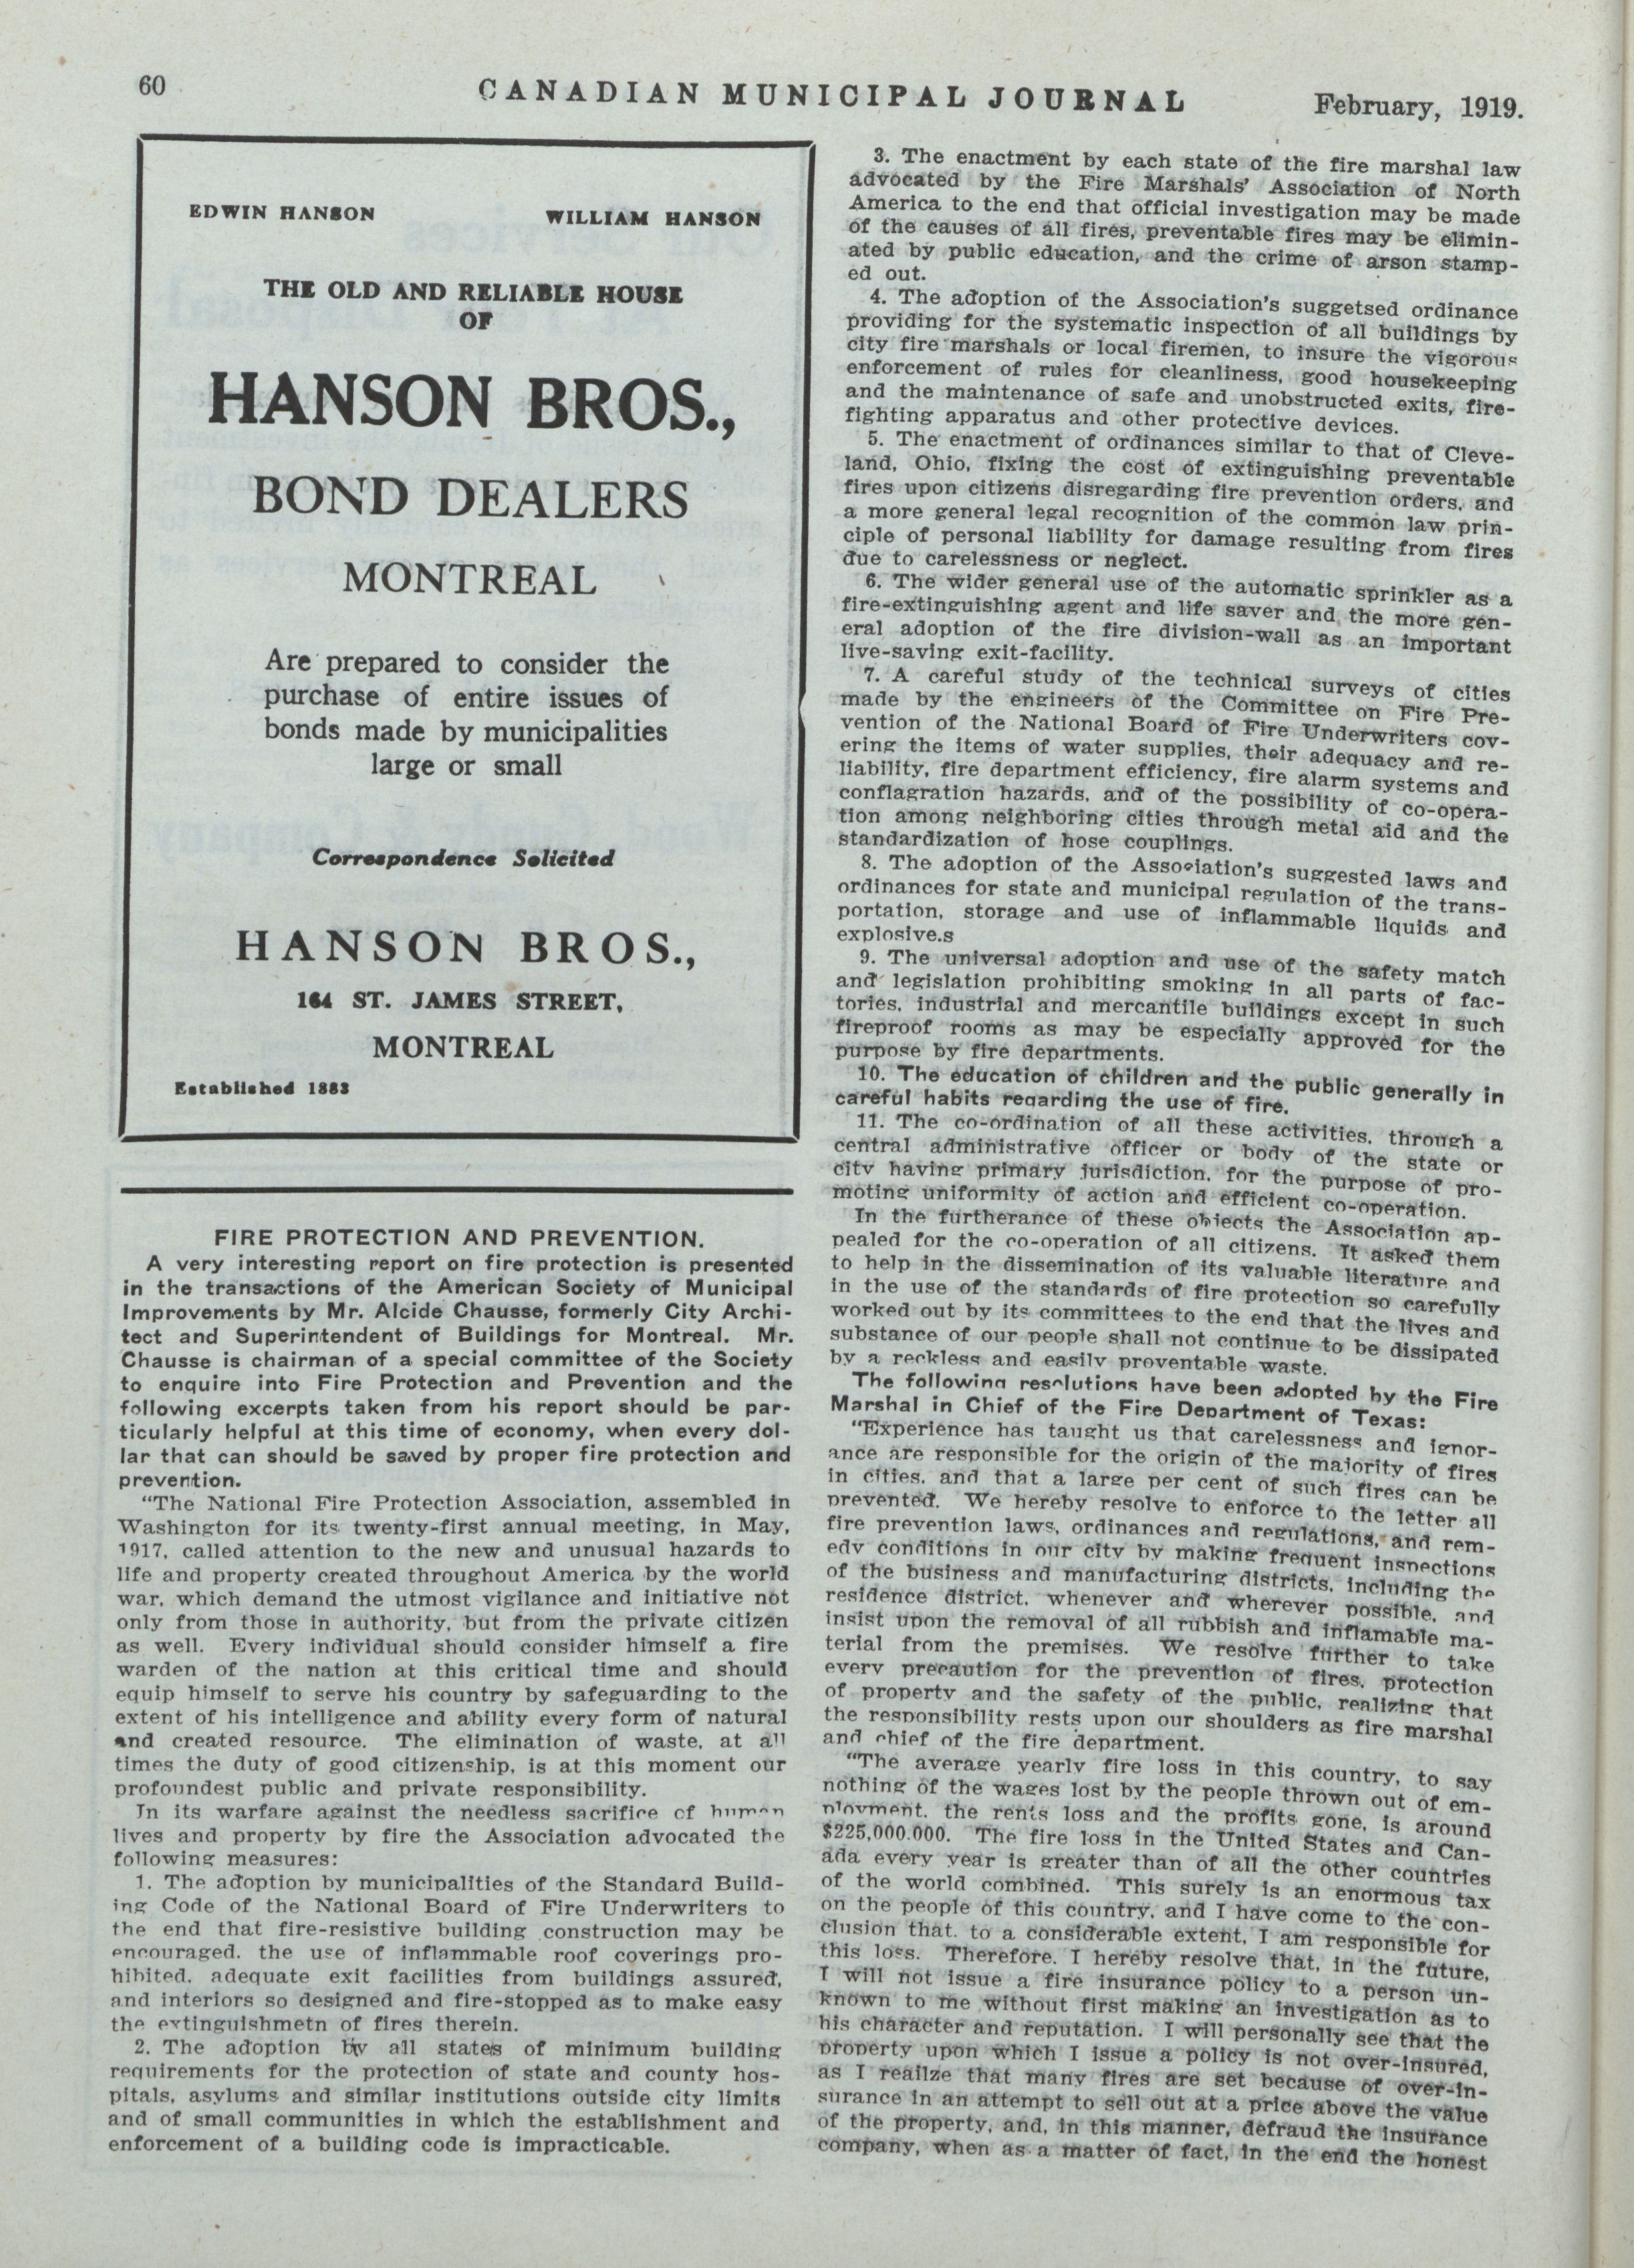 60
CANADIAN MUNICIPAL JOURNAL
February, 1919.
EDWIN HANSON
WILLIAM HANSON
THE OLD AND RELIABLE HOUSE
OF
HANSON BROS.,
BOND DEALERS
MONTREAL
Are prepared to consider the
purchase of entire issues of
bonds made by municipalities
large or small
Correspondence Solicited
HANSON BROS.,
164 ST. JAMES STREET,
MONTREAL
Established 1883
FIRE PROTECTION AND PREVENTION.
A very interesting report on fire protection is presented
in the transactions of the American Society of Municipal
Improvements by Mr. Alcide Chausse, formerly City Archi-
tect and Superintendent of Buildings for Montreal. Mr.
Chausse is chairman of a special committee of the Society
to enquire into Fire Protection and Prevention and the
following excerpts taken from his report should be par-
ticularly helpful at this time of economy, when every dol-
lar that can should be saved by proper fire protection and
prevention.
"The National Fire Protection Association, assembled in
Washington for its twenty-first annual meeting, in May,
1917, called attention to the new and unusual hazards to
life and property created throughout America by the world
war, which demand the utmost vigilance and initiative not
only from those in authority, but from the private citizen
as well. Every individual should consider himself a fire
warden of the nation at this critical time and should
equip himself to serve his country by safeguarding to the
extent of his intelligence and ability every form of natural
and created resource. The elimination of waste, at all
times the duty of good citizenship, is at this moment our
profoundest public and private responsibility.
In its warfare against the needless sacrifice of human
lives and property by fire the Association advocated the
following measures:
1. The adoption by municipalities of the Standard Build-
ing Code of the National Board of Fire Underwriters to
the end that fire-resistive building construction may be
encouraged, the use of inflammable roof coverings pro-
hibited, adequate exit facilities from buildings assured,
and interiors so designed and fire-stopped as to make easy
the extinguishmetn of fires therein.
2. The adoption by all states of minimum building
requirements for the protection of state and county hos-
pitals, asylums and similar institutions outside city limits
and of small communities in which the establishment and
enforcement of a building code is impracticable.
3. The enactment by each state of the fire marshal law
advocated by the Fire Marshals' Association of North
America to the end that official investigation may be made
of the causes of all fires, preventable fires may be elimin-
ated by public education, and the crime of arson stamp-
ed out.
4. The adoption of the Association's suggetsed ordinance
providing for the systematic inspection of all buildings by
city fire marshals or local firemen, to insure the vigorous
enforcement of rules for cleanliness, good housekeeping
and the maintenance of safe and unobstructed exits, fire-
fighting apparatus and other protective devices.
5. The enactment of ordinances similar to that of Cleve-
land, Ohio, fixing the cost of extinguishing preventable
fires upon citizens disregarding fire prevention orders, and
a more general legal recognition of the common law prin-
ciple of personal liability for damage resulting from fires
due to carelessness or neglect.
6. The wider general use of the automatic sprinkler as a
fire-extinguishing agent and life saver and the more gen-
eral adoption of the fire division-wall as an important
live-saving exit-facility.
7. A careful study of the technical surveys of cities
made by the engineers of the Committee on Fire Pre-
vention of the National Board of Fire Underwriters cov-
ering the items of water supplies, their adequacy and re-
liability, fire department efficiency, fire alarm systems and
conflagration hazards, and of the possibility of co-opera-
tion among neighboring cities through metal aid and the
standardization of hose couplings.
8. The adoption of the Association's suggested laws and
ordinances for state and municipal regulation of the trans-
portation, storage and use of inflammable liquids and
explosive.s
9. The universal adoption and use of the safety match
and legislation prohibiting smoking in all parts of fac-
tories, industrial and mercantile buildings except in such
fireproof rooms as may be especially approved for the
purpose by fire departments.
10. The education of children and the public generally in
careful habits regarding the use of fire.
11. The co-ordination of all these activities, through a
central administrative officer or body of the state or
city having primary jurisdiction, for the purpose of pro-
moting uniformity of action and efficient co-operation.
In the furtherance of these objects the Association ap-
pealed for the co-operation of all citizens. It asked them
to help in the dissemination of its valuable literature and
in the use of the standards of fire protection so carefully
worked out by its committees to the end that the lives and
substance of our people shall not continue to be dissipated
by a reckless and easily proventable waste.
The following resolutions have been adopted by the Fire
Marshal in Chief of the Fire Department of Texas:
"Experience has taught us that carelessness and ignor-
ance are responsible for the origin of the majority of fires
in cities, and that a large per cent of such fires can be
prevented. We hereby resolve to enforce to the letter all
fire prevention laws, ordinances and regulations, and rem-
edy conditions in our city by making frequent inspections
of the business and manufacturing districts, including the
residence district, whenever and wherever possible, and
insist upon the removal of all rubbish and inflamable ma-
terial from the premises. We resolve further to take
every precaution for the prevention of fires, protection
of property and the safety of the public, realizing that
the responsibility rests upon our shoulders as fire marshal
and chief of the fire department.
"The average yearly fire loss in this country, to say
nothing of the wages lost by the people thrown out of em-
ployment, the rents loss and the profits gone, is around
$225,000.000. The fire loss in the United States and Can-
ada every year is greater than of all the other countries
of the world combined. This surely is an enormous tax
on the people of this country, and I have come to the con-
clusion that, to a considerable extent, I am responsible for
this loss. Therefore, I hereby resolve that, in the future,
I will not issue a fire insurance policy to a person un-
known to me without first making an investigation as to
his character and reputation. I will personally see that the
property upon which I issue a policy is not over-insured,
as I reailze that many fires are set because of over-in-
surance in an attempt to sell out at a price above the value
of the property, and, in this manner, defraud the insurance
company, when as a matter of fact, in the end the honest